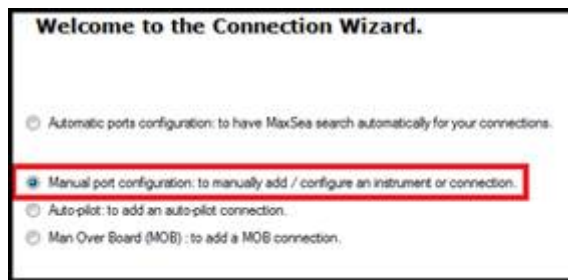 Welcome to the Connection Wizard.
Automatic ports configuration: to have MaxSea search automatically for your connections.
Manual port configuration: to manually add / configure an instrument or connection.
Auto-pilot: to add an auto-pilot connection.
Man Over Board (MOB) : to add a MOB connection.